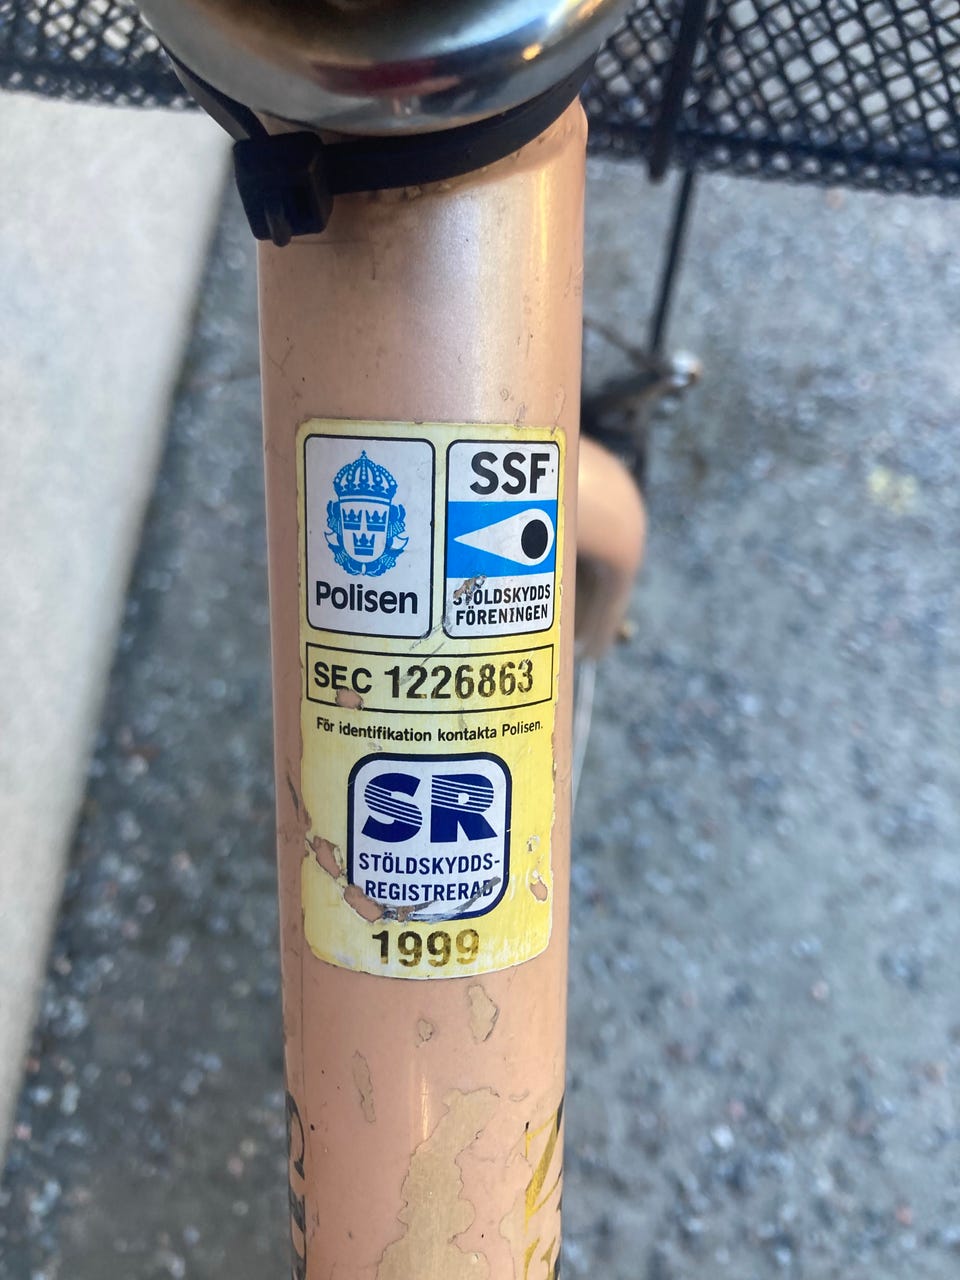 Polisen
SSF
STÖLDSKYDDS
FÖRENINGEN
SEC 1226863
För identifikation kontakta Polisen.
SR
STÖLDSKYDDS-
REGISTRERAD
1999